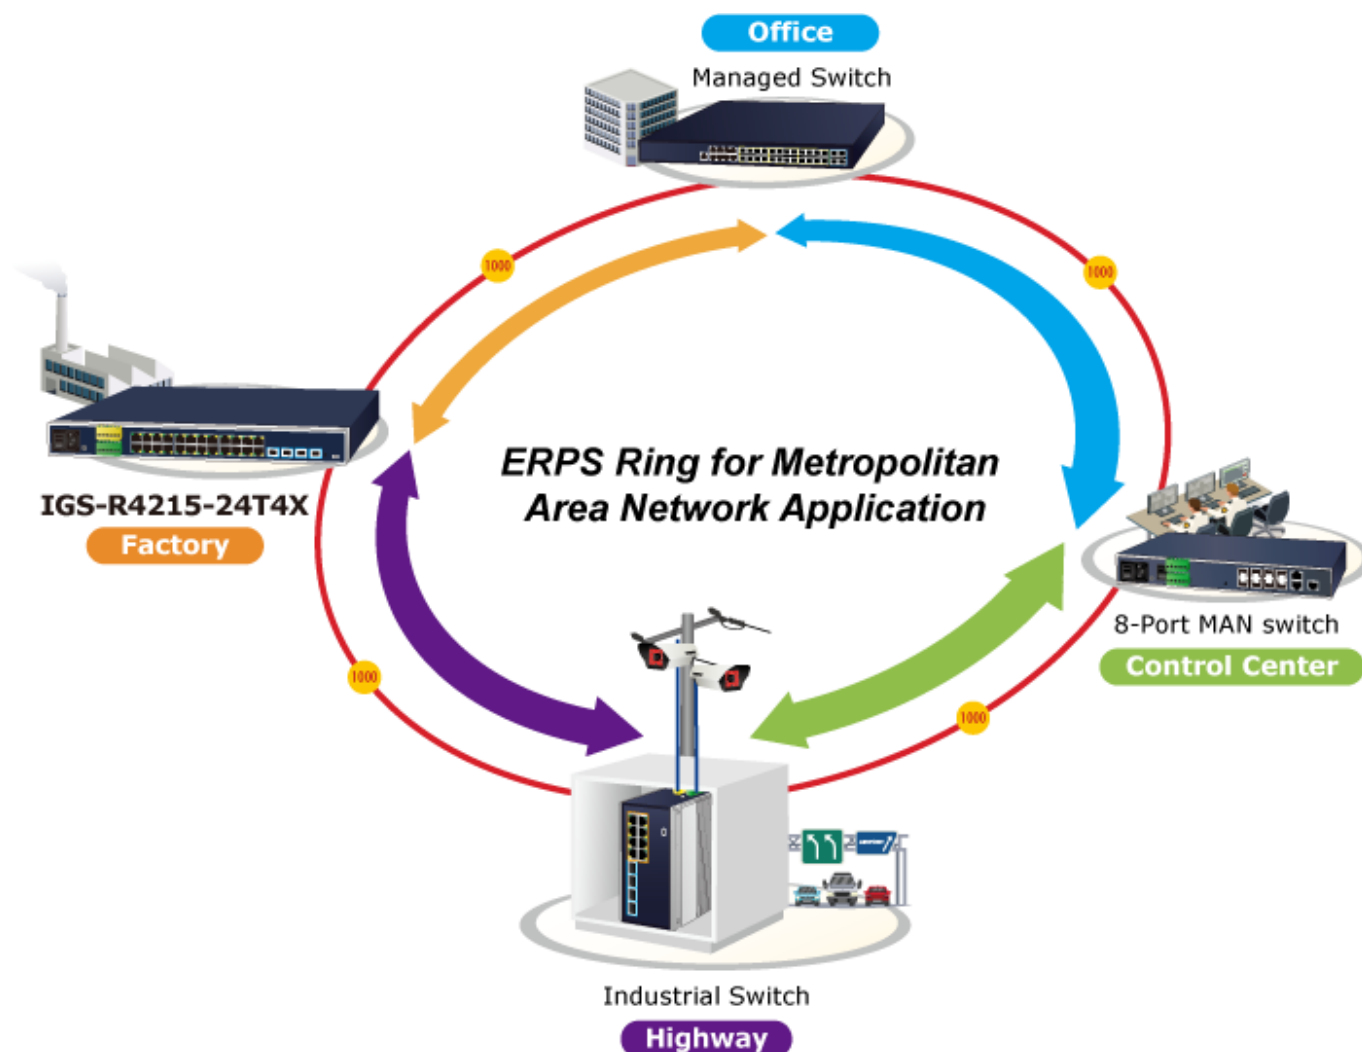 Office
Managed Switch
1000
1000
ERPS Ring for Metropolitan
Area Network Application
IGS-R4215-24T4X
Factory
8-Port MAN switch
Control Center
1000
1000
Industrial Switch
Highway